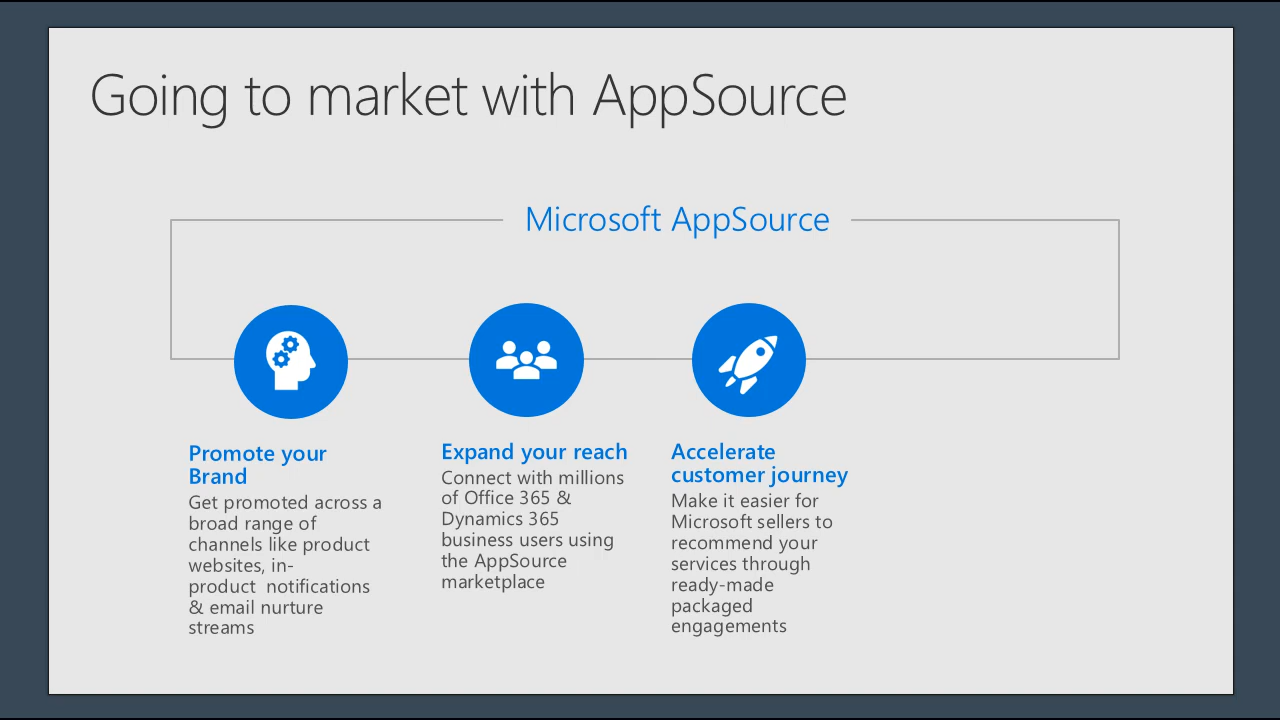 Going to market with AppSource
Microsoft AppSource
Promote your
Brand
Get promoted across a
broad range of
channels like product
websites, in-
product  notifications
& email nurture
streams
Expand your reach
Connect with millions
of Office 365 &
Dynamics 365
business users using
the AppSource
marketplace
Accelerate
customer journey
Make it easier for
Microsoft sellers to
recommend your
services through
ready-made
packaged
engagements